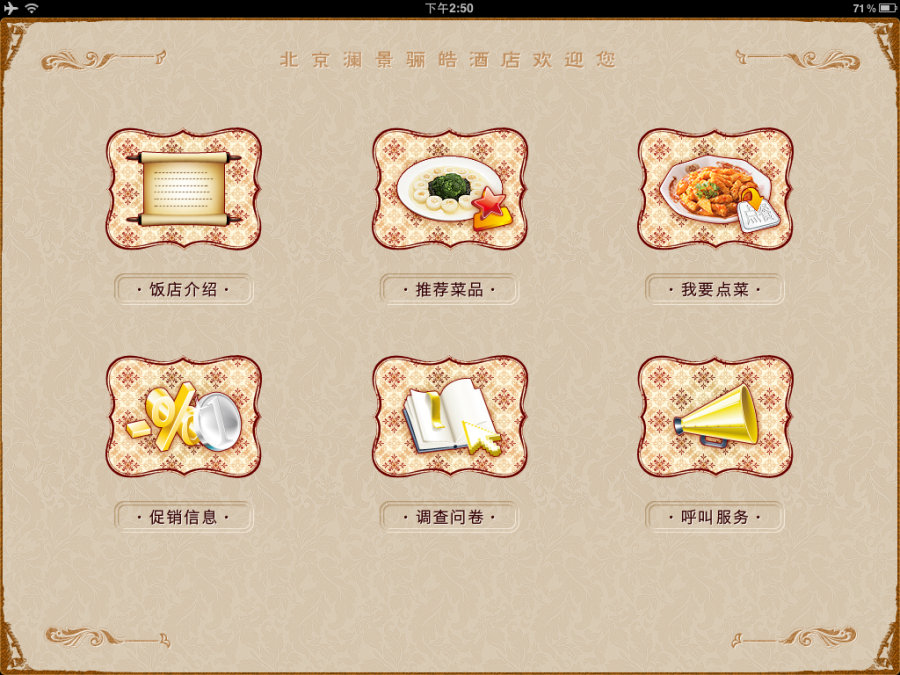 下午2:50
71%
北京澜景骊皓酒店欢迎您
点餐
·饭店介绍·
·推荐菜品·
·我要点菜·
·促销信息·
·调查问卷·
·呼叫服务·